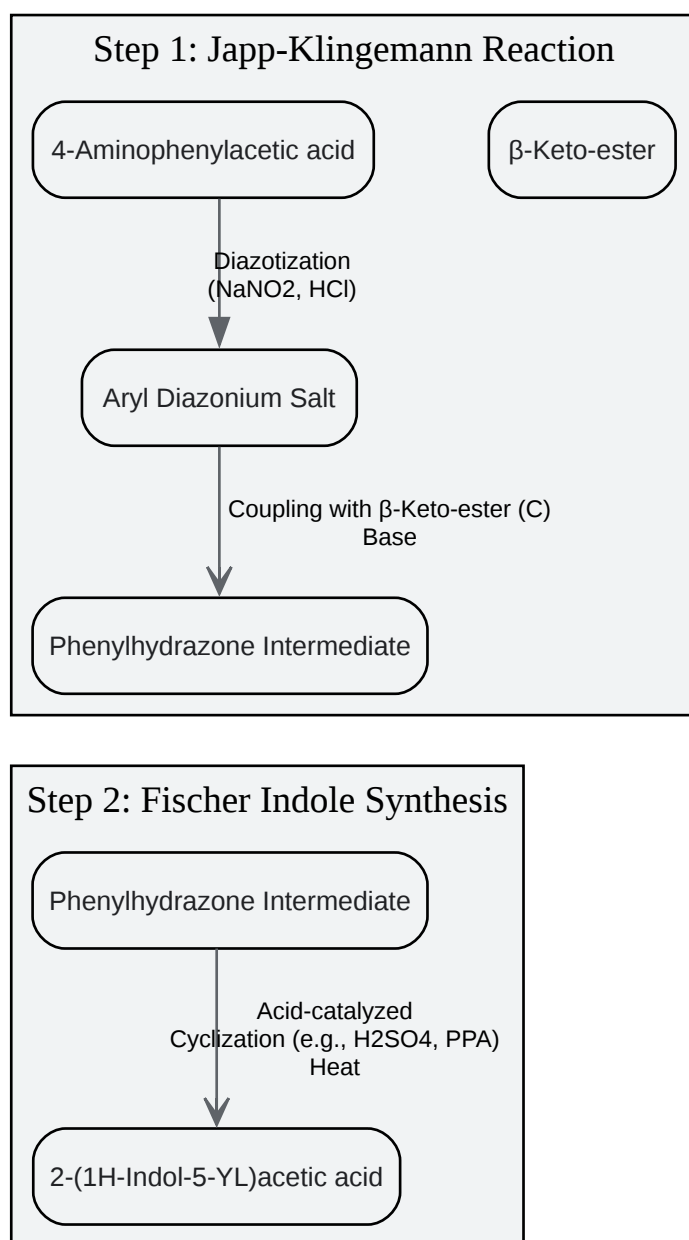 Step 1: Japp-Klingemann Reaction
4-Aminophenylacetic acid
β-Keto-ester
Diazotization
(NaNO2, HCl)
Aryl Diazonium Salt
Coupling with β-Keto-ester (C)
Base
Phenylhydrazone Intermediate
Step 2: Fischer Indole Synthesis
Phenylhydrazone Intermediate
Acid-catalyzed
Cyclization (e.g., H2SO4, PPA)
Heat
2-(1H-Indol-5-YL)acetic acid